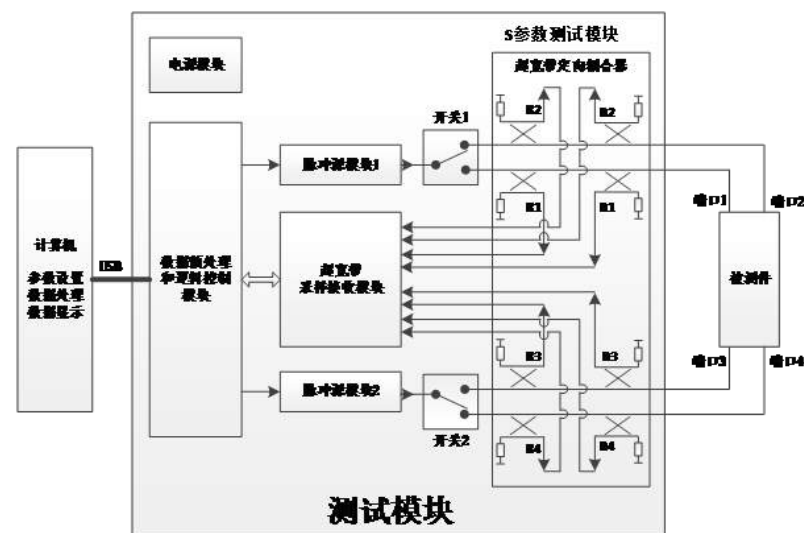 S参数测试模块
电源模块
超宽带定向耦合器
开关1
R2
R2
脉冲源模块1
R1
R1
端口1
端口2
计算机
参数设置
数据处理
数据显示
USB
数据预处理
和逻辑控制
模块
超宽带
采样接收模块
被测件
R3
R3
端口3
端口4
脉冲源模块2
开关2
R4
R4
测试模块